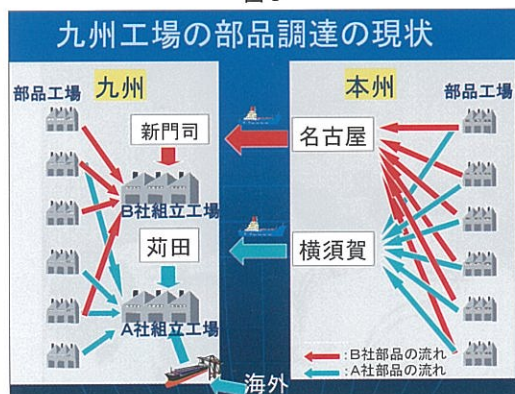 九州工場の部品調達の現状
部品工場
九州
本州
部品工場
新門司
名古屋
B社組立工場
苅田
横須賀
A社組立工場
:B社部品の流れ
:A社部品の流れ
海外